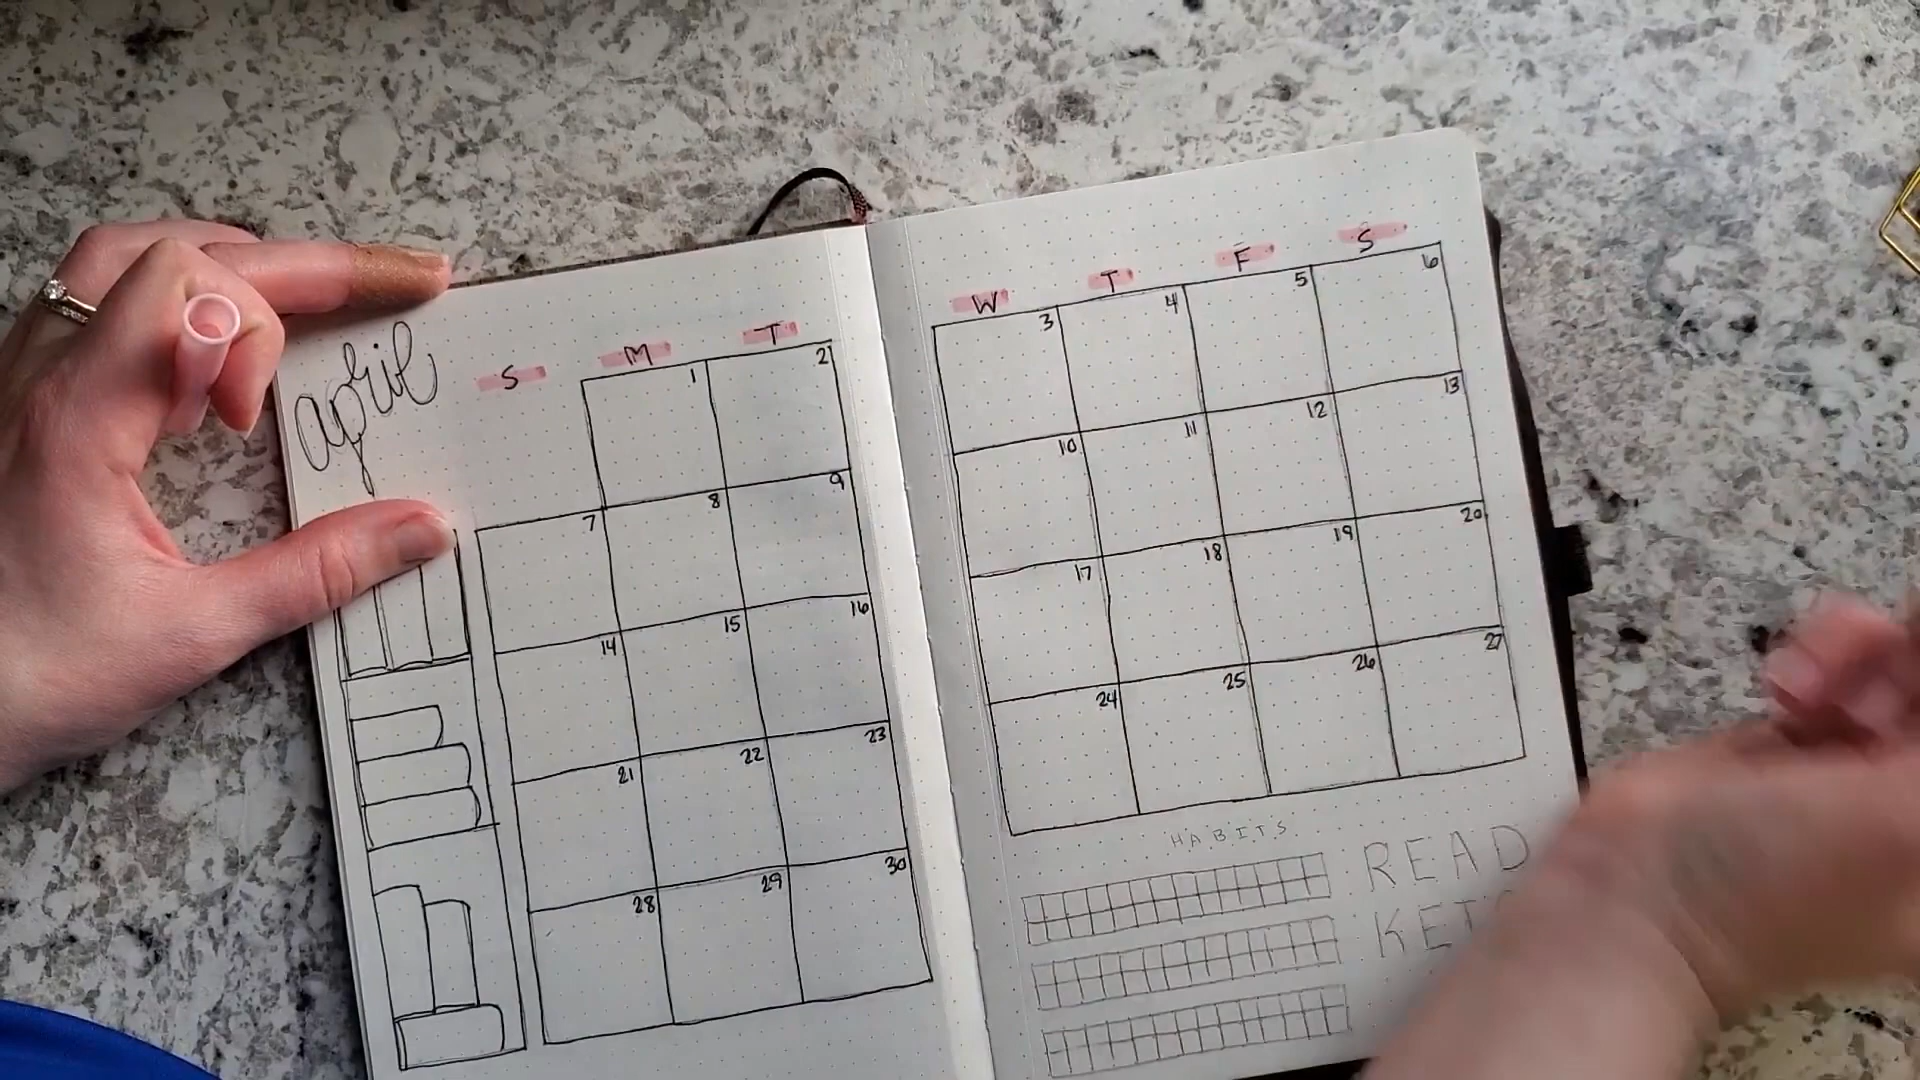 april
S M T W T F S
1 2 3 4 5 6
7 8 9 10 11 12 13
14 15 16 17 18 19 20
21 22 23 24 25 26 27
28 29 30
HABITS
READ